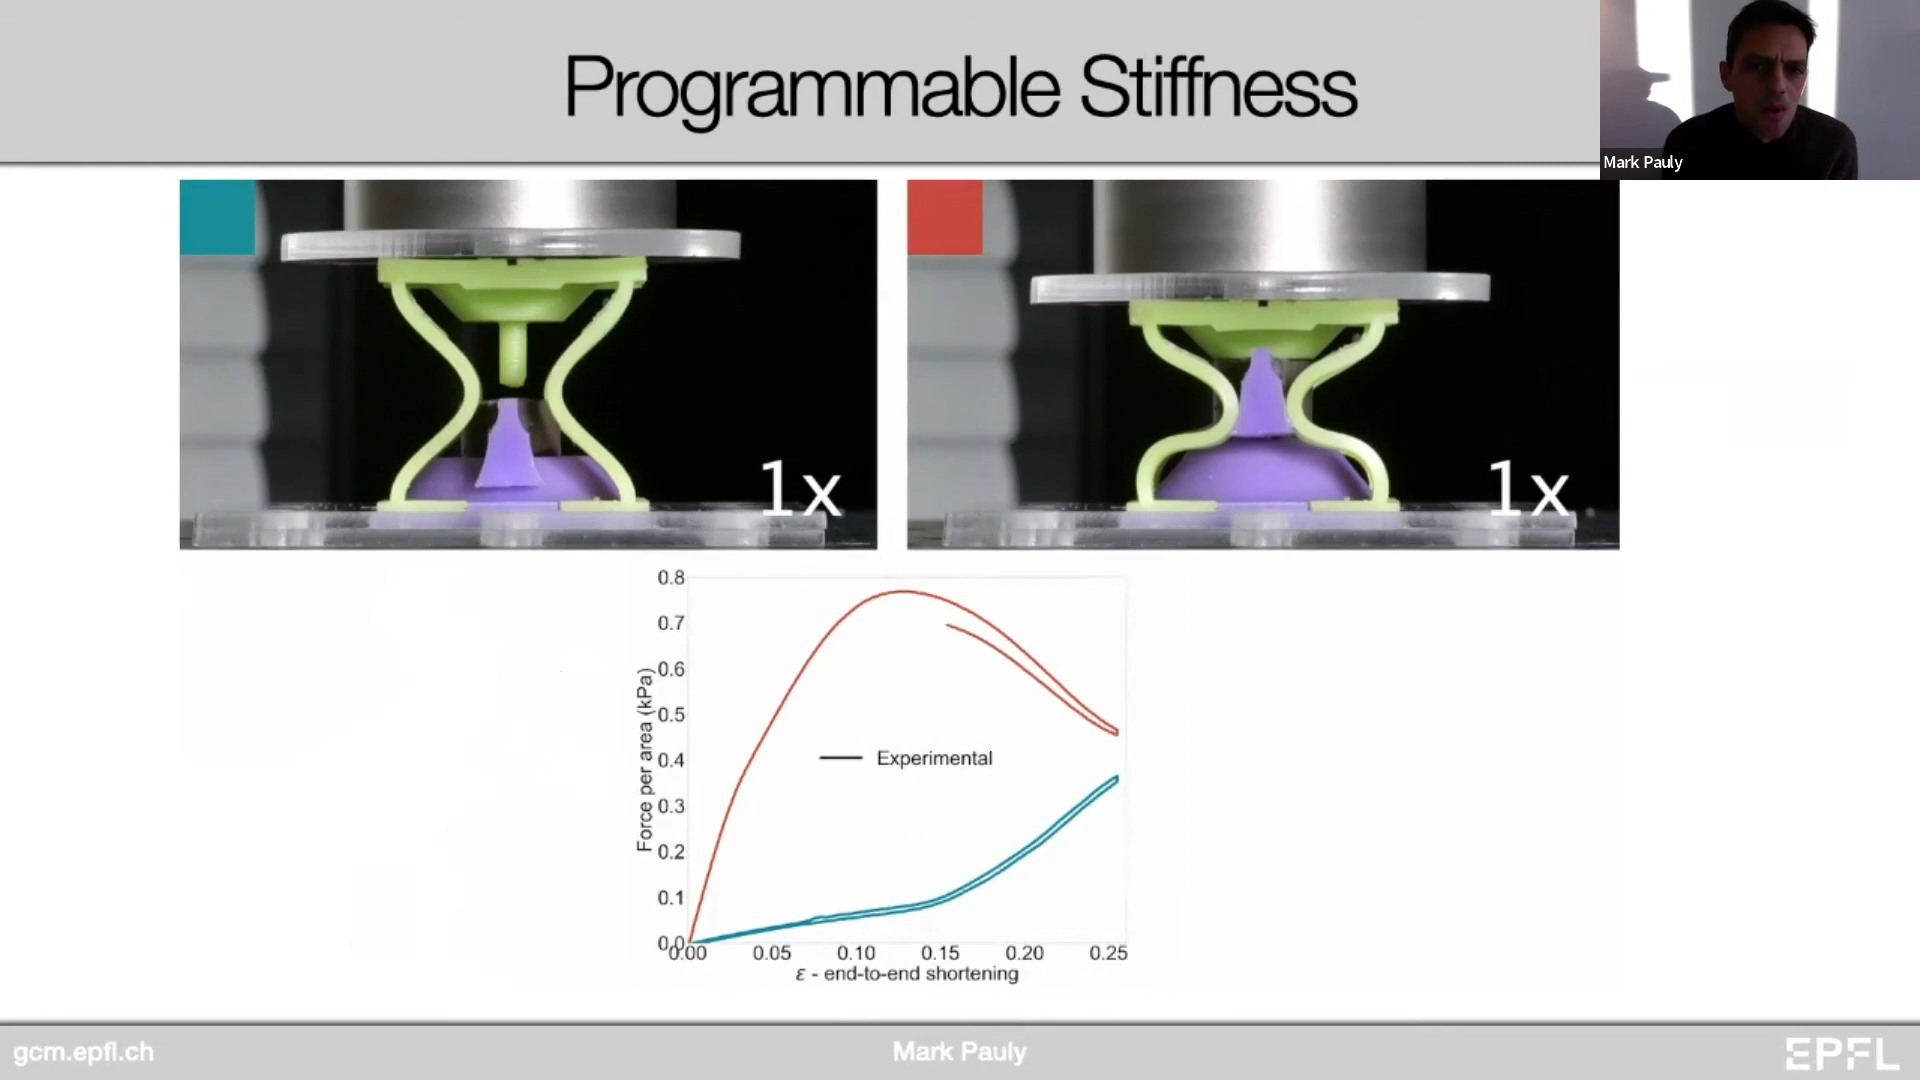 Programmable Stiffness
Mark Pauly
1x
1x
0.8
0.7
0.6
0.5
0.4
0.3
0.2
0.1
0.0
Force per area (kPa)
Experimental
0.00 0.05 0.10 0.15 0.20 0.25
ε - end-to-end shortening
gcm.epfl.ch
Mark Pauly
EPFL